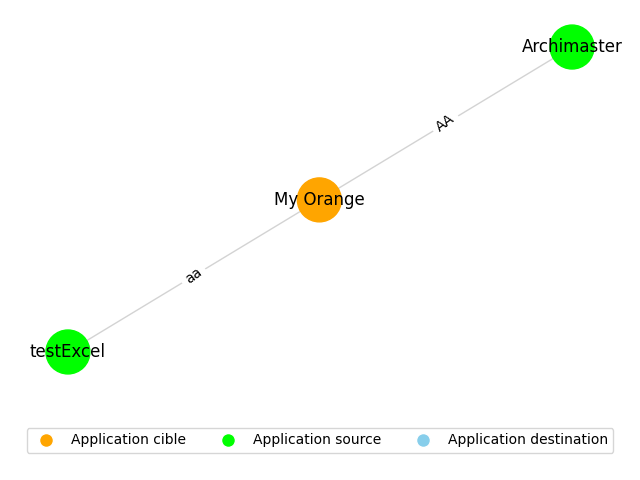 Archimaster
AA
My Orange
aa
testExcel
Application cible
Application source
Application destination